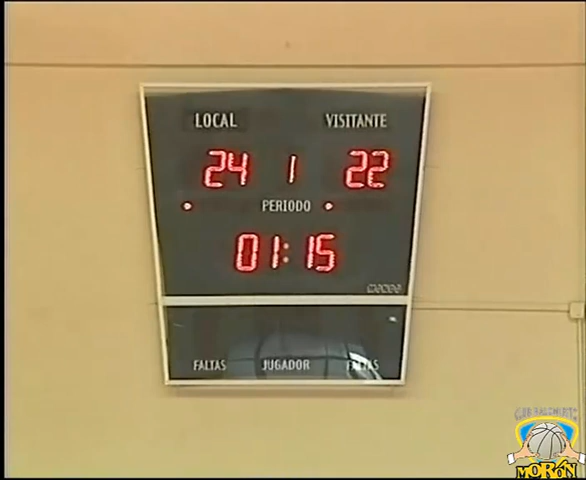 LOCAL VISITANTE
24 1 22
PERIODO
01:15
FALTAS JUGADOR FALTAS
MORÓN